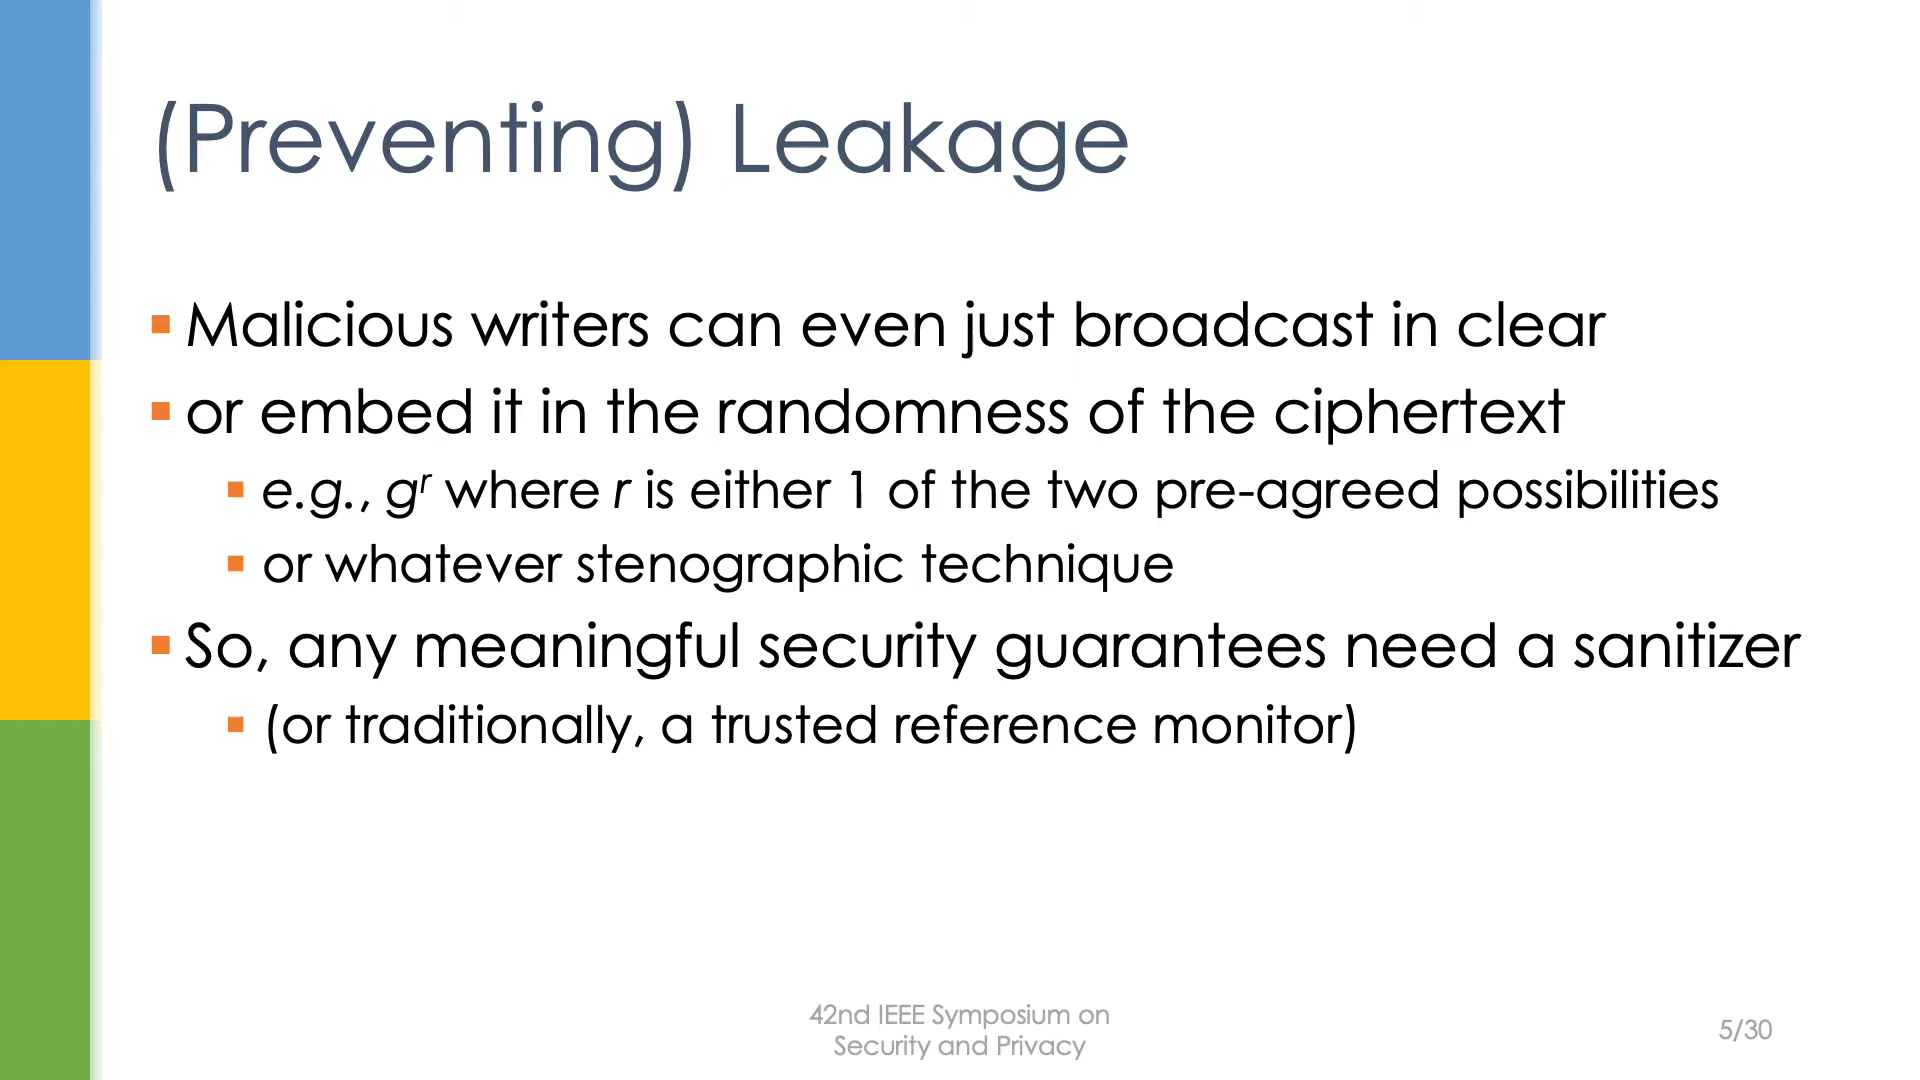 (Preventing) Leakage
Malicious writers can even just broadcast in clear
or embed it in the randomness of the ciphertext
e.g., gʳ where r is either 1 of the two pre-agreed possibilities
or whatever stenographic technique
So, any meaningful security guarantees need a sanitizer
(or traditionally, a trusted reference monitor)
42nd IEEE Symposium on
Security and Privacy
5/30